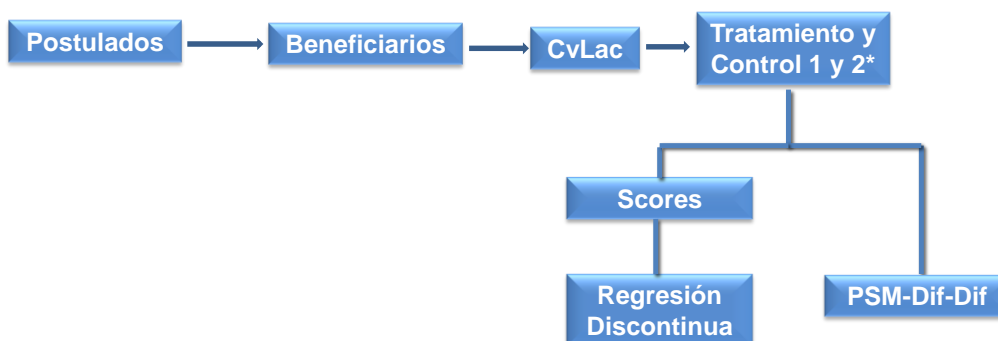 Postulados
Beneficiarios
CvLac
Tratamiento y
Control 1 y 2*
Scores
Regresión
Discontinua
PSM-Dif-Dif